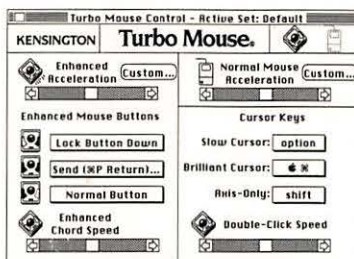 Turbo Mouse Control - Active Set: Default
KENSINGTON Turbo Mouse®
Enhanced
Acceleration Custom...
Normal Mouse
Acceleration Custom...
Enhanced Mouse Buttons
Lock Button Down
Send (⌘P Return)...
Normal Button
Enhanced
Chord Speed
Cursor Keys
Slow Cursor: option
Brilliant Cursor:  ⌘
Axis-Only: shift
Double-Click Speed